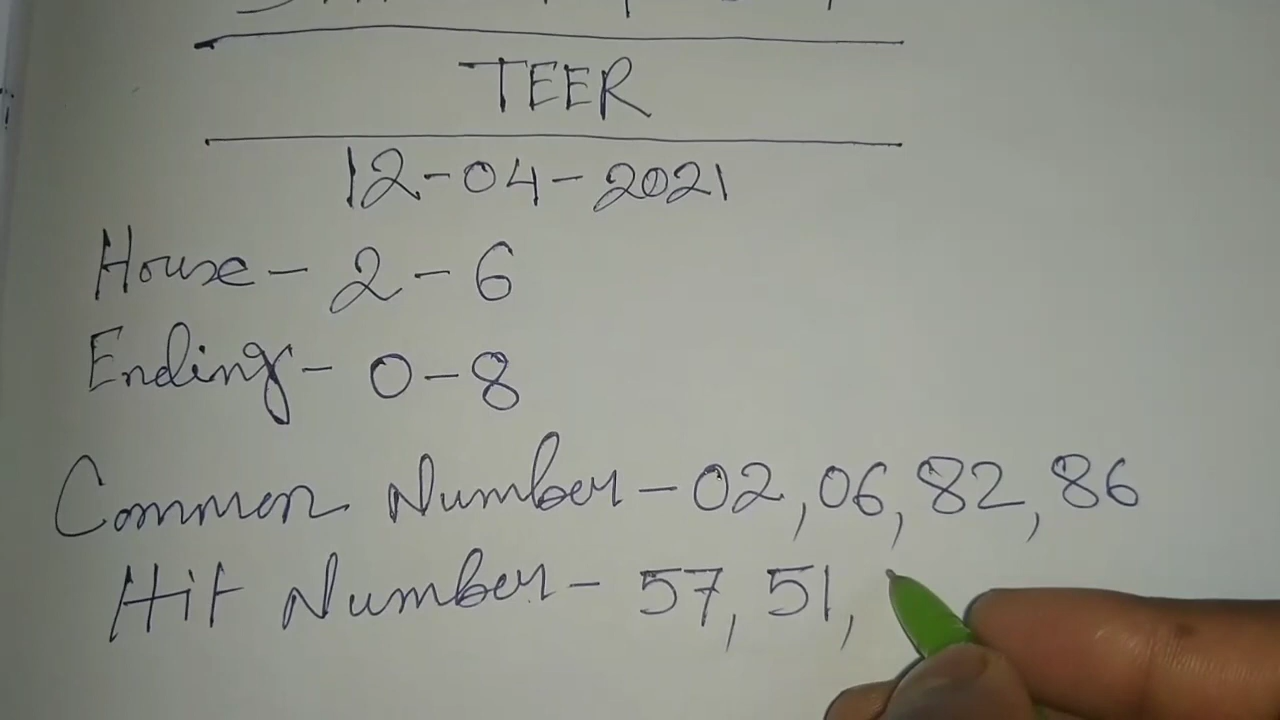 TEER
12-04-2021
House - 2 - 6
Ending - 0 - 8
Common Number - 02, 06, 82, 86
Hit Number - 57, 51,